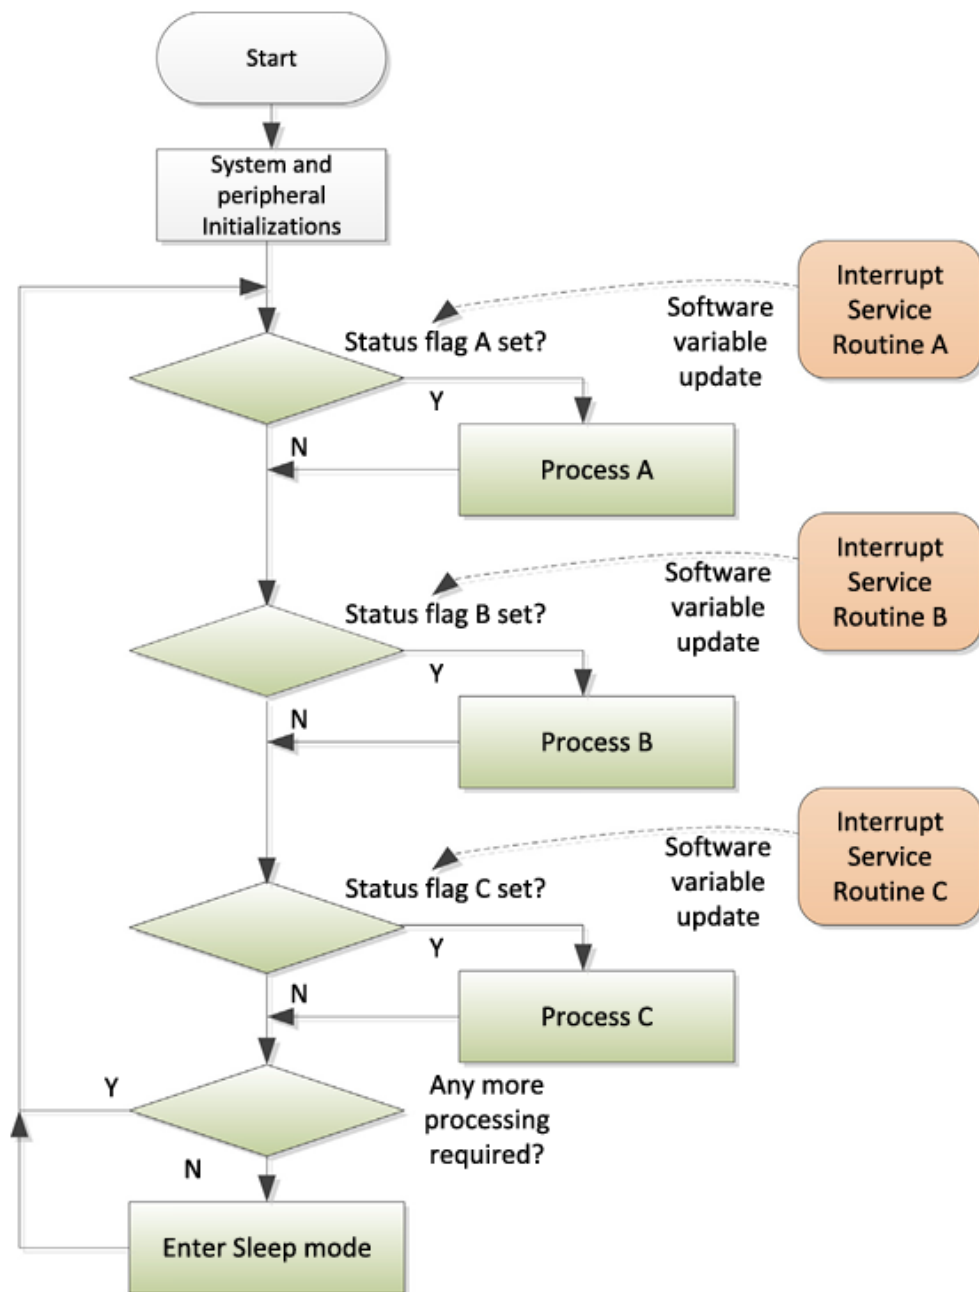 Start
System and
peripheral
Initializations
Interrupt
Service
Routine A
Software
variable
update
Status flag A set?
Y
N
Process A
Interrupt
Service
Routine B
Software
variable
update
Status flag B set?
Y
N
Process B
Interrupt
Service
Routine C
Software
variable
update
Status flag C set?
Y
N
Process C
Y
Any more
processing
required?
N
Enter Sleep mode